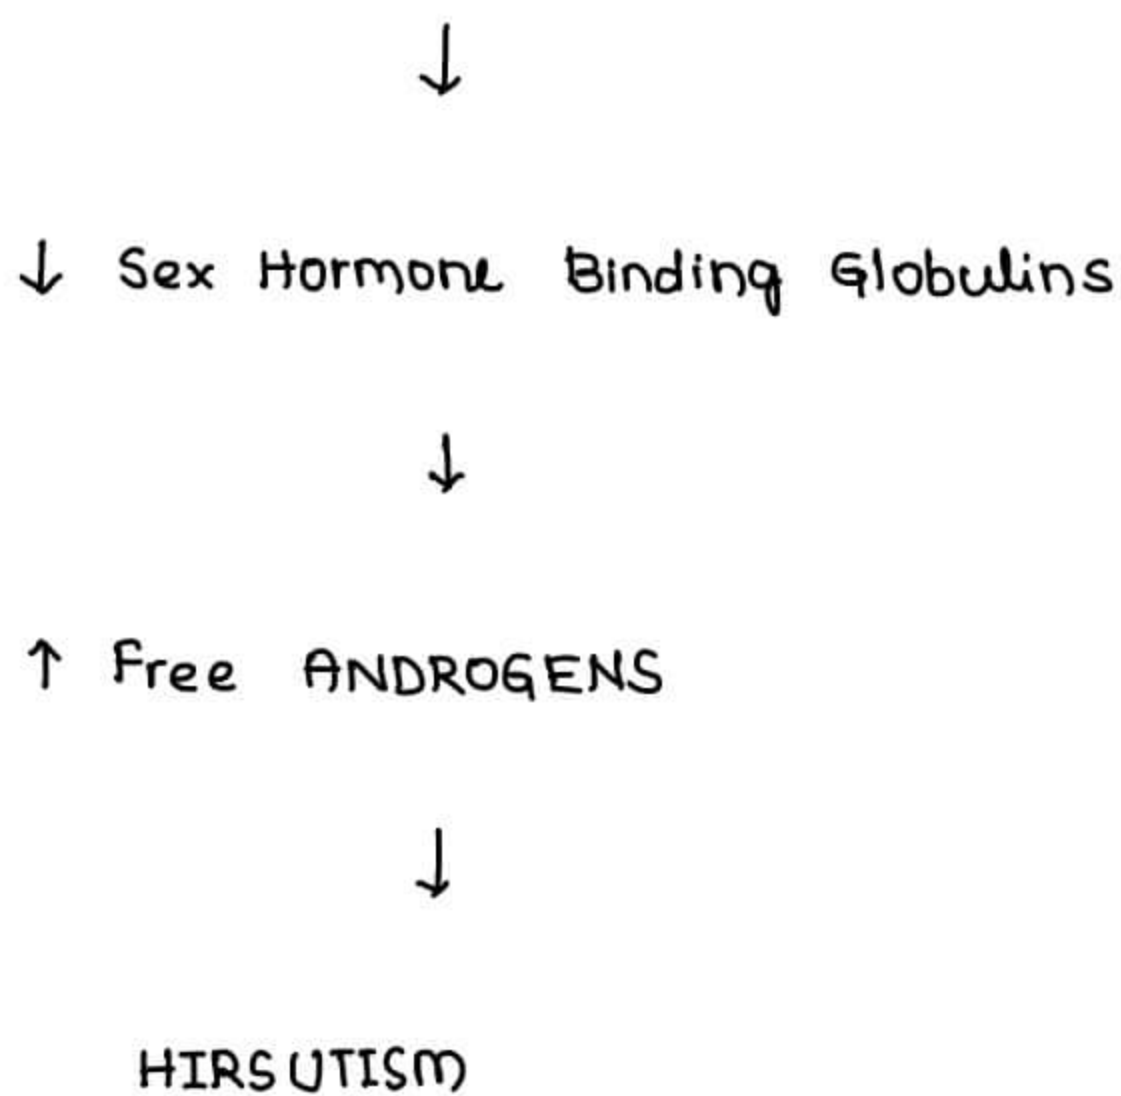 ↓
↓ Sex Hormone Binding Globulins
↓
↑ Free ANDROGENS
↓
HIRSUTISM